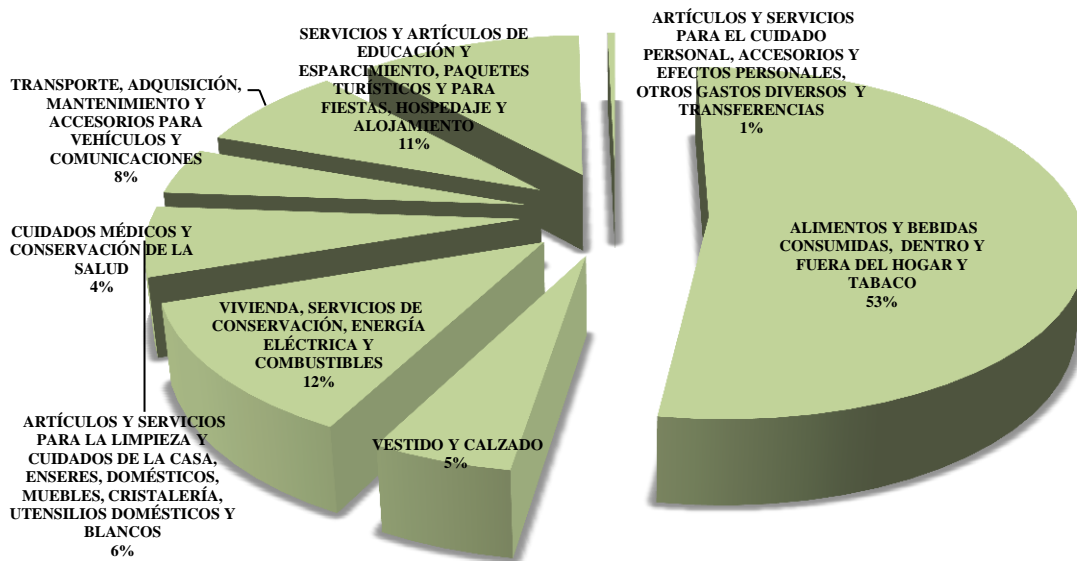 SERVICIOS Y ARTÍCULOS DE
EDUCACIÓN Y
ESPARCIMIENTO, PAQUETES
TURÍSTICOS Y PARA
FIESTAS, HOSPEDAJE Y
ALOJAMIENTO
11%
ARTÍCULOS Y SERVICIOS
PARA EL CUIDADO
PERSONAL, ACCESORIOS Y
EFECTOS PERSONALES,
OTROS GASTOS DIVERSOS Y
TRANSFERENCIAS
1%
TRANSPORTE, ADQUISICIÓN,
MANTENIMIENTO Y
ACCESORIOS PARA
VEHÍCULOS Y
COMUNICACIONES
8%
ALIMENTOS Y BEBIDAS
CONSUMIDAS, DENTRO Y
FUERA DEL HOGAR Y
TABACO
53%
CUIDADOS MÉDICOS Y
CONSERVACIÓN DE LA
SALUD
4%
VIVIENDA, SERVICIOS DE
CONSERVACIÓN, ENERGÍA
ELÉCTRICA Y
COMBUSTIBLES
12%
ARTÍCULOS Y SERVICIOS
PARA LA LIMPIEZA Y
CUIDADOS DE LA CASA,
ENSERES, DOMÉSTICOS,
MUEBLES, CRISTALERÍA,
UTENSILIOS DOMÉSTICOS Y
BLANCOS
6%
VESTIDO Y CALZADO
5%